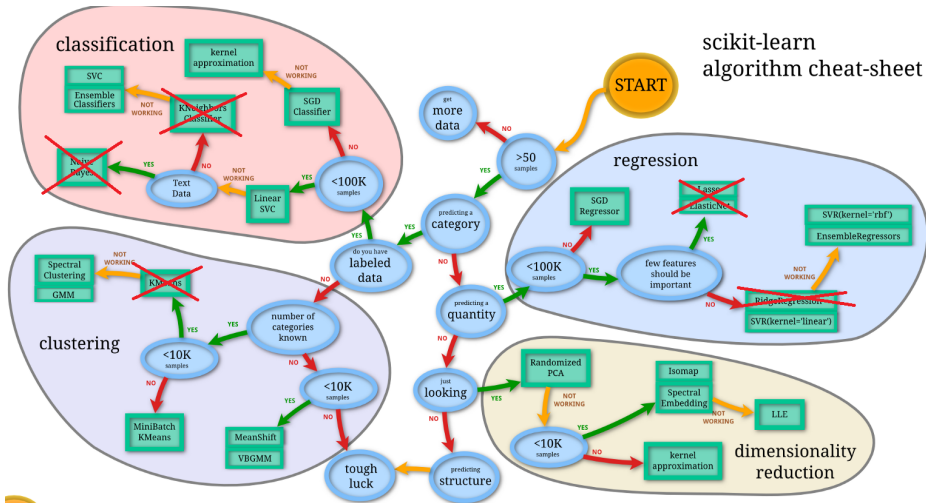 classification
scikit-learn
algorithm cheat-sheet
START
kernel
approximation
NOT
WORKING
SVC
Ensemble
Classifiers
NOT
WORKING
KNeighbors
Classifier
SGD
Classifier
get
more
data
NO
>50
samples
NO
YES
NO
YES
Naive
Bayes
Text
Data
NOT
WORKING
Linear
SVC
YES
<100K
samples
YES
predicting a
category
YES
do you have
labeled
data
NO
NO
regression
SGD
Regressor
Lasso
ElasticNet
SVR(kernel='rbf')
EnsembleRegressors
NO
YES
<100K
samples
YES
few features
should be
important
NOT
WORKING
NO
RidgeRegression
SVR(kernel='linear')
predicting a
quantity
YES
NO
Spectral
Clustering
GMM
NOT
WORKING
KMeans
YES
number of
categories
known
YES
NO
clustering
<10K
samples
NO
<10K
samples
YES
NO
MiniBatch
KMeans
MeanShift
VBGMM
tough
luck
just
looking
YES
NO
predicting
structure
Randomized
PCA
NOT
WORKING
Isomap
Spectral
Embedding
NOT
WORKING
LLE
YES
<10K
samples
NO
kernel
approximation
dimensionality
reduction